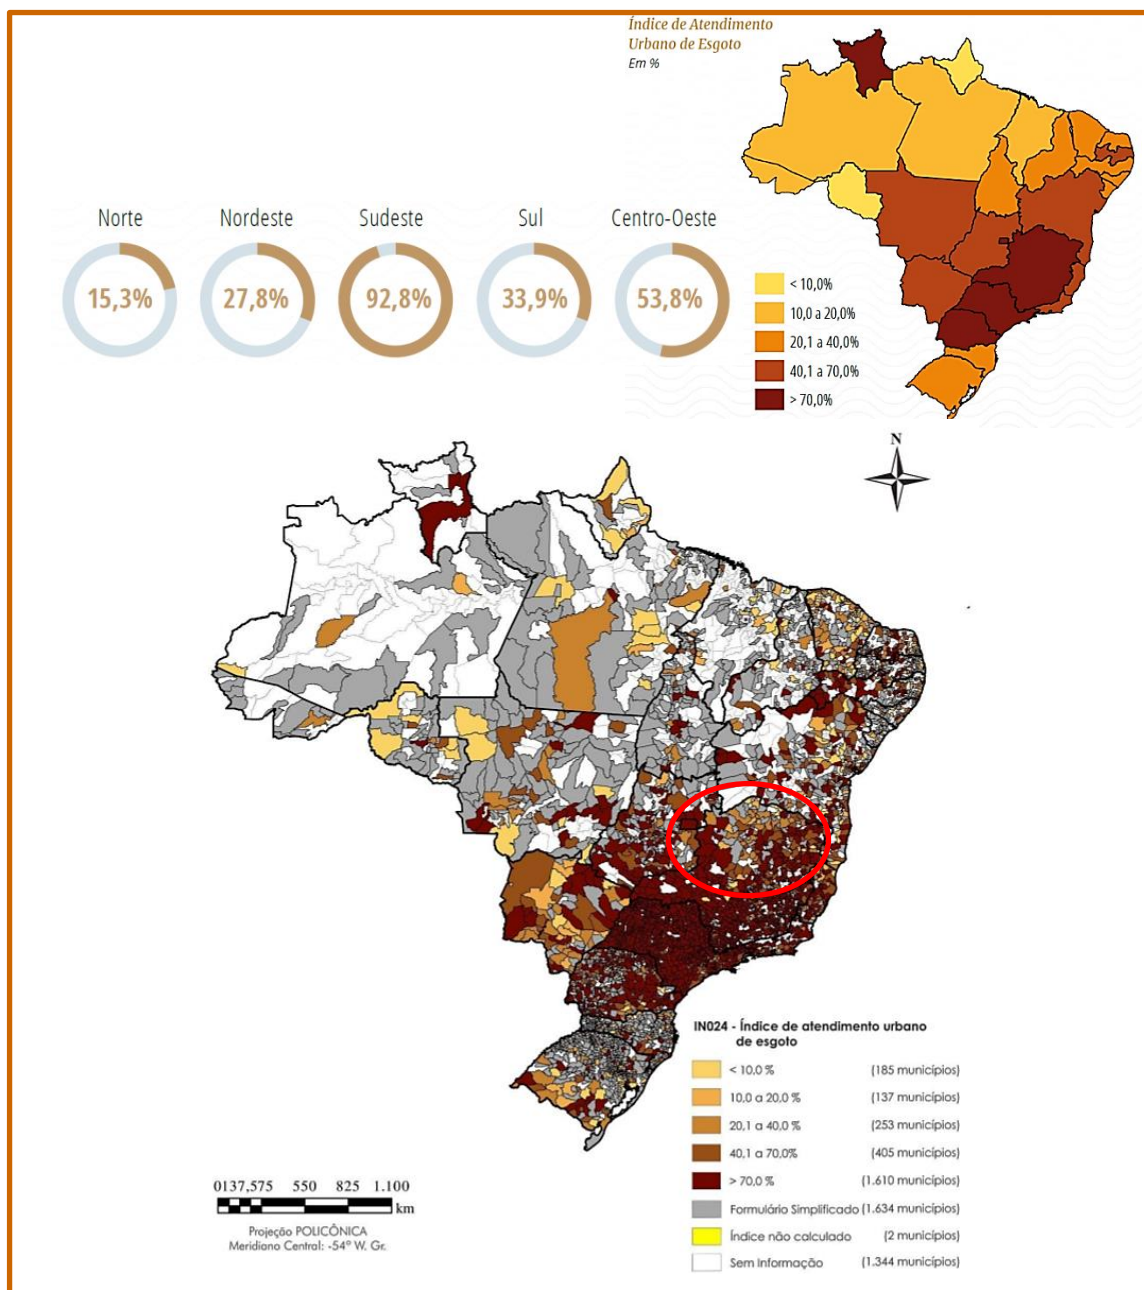 Índice de Atendimento
Urbano de Esgoto
Em %
Norte
Nordeste
Sudeste
Sul
Centro-Oeste
15,3%
27,8%
92,8%
33,9%
53,8%
< 10,0%
10,0 a 20,0%
20,1 a 40,0%
40,1 a 70,0%
> 70,0%
N
IN024 - Índice de atendimento urbano
de esgoto
< 10,0 % (185 municípios)
10,0 a 20,0 % (137 municípios)
20,1 a 40,0 % (253 municípios)
40,1 a 70,0% (405 municípios)
> 70,0 % (1.610 municípios)
Formulário Simplificado (1.634 municípios)
Índice não calculado (2 municípios)
Sem Informação (1.344 municípios)
0137,575 550 825 1.100
km
Projeção POLICÔNICA
Meridiano Central: -54° W. Gr.